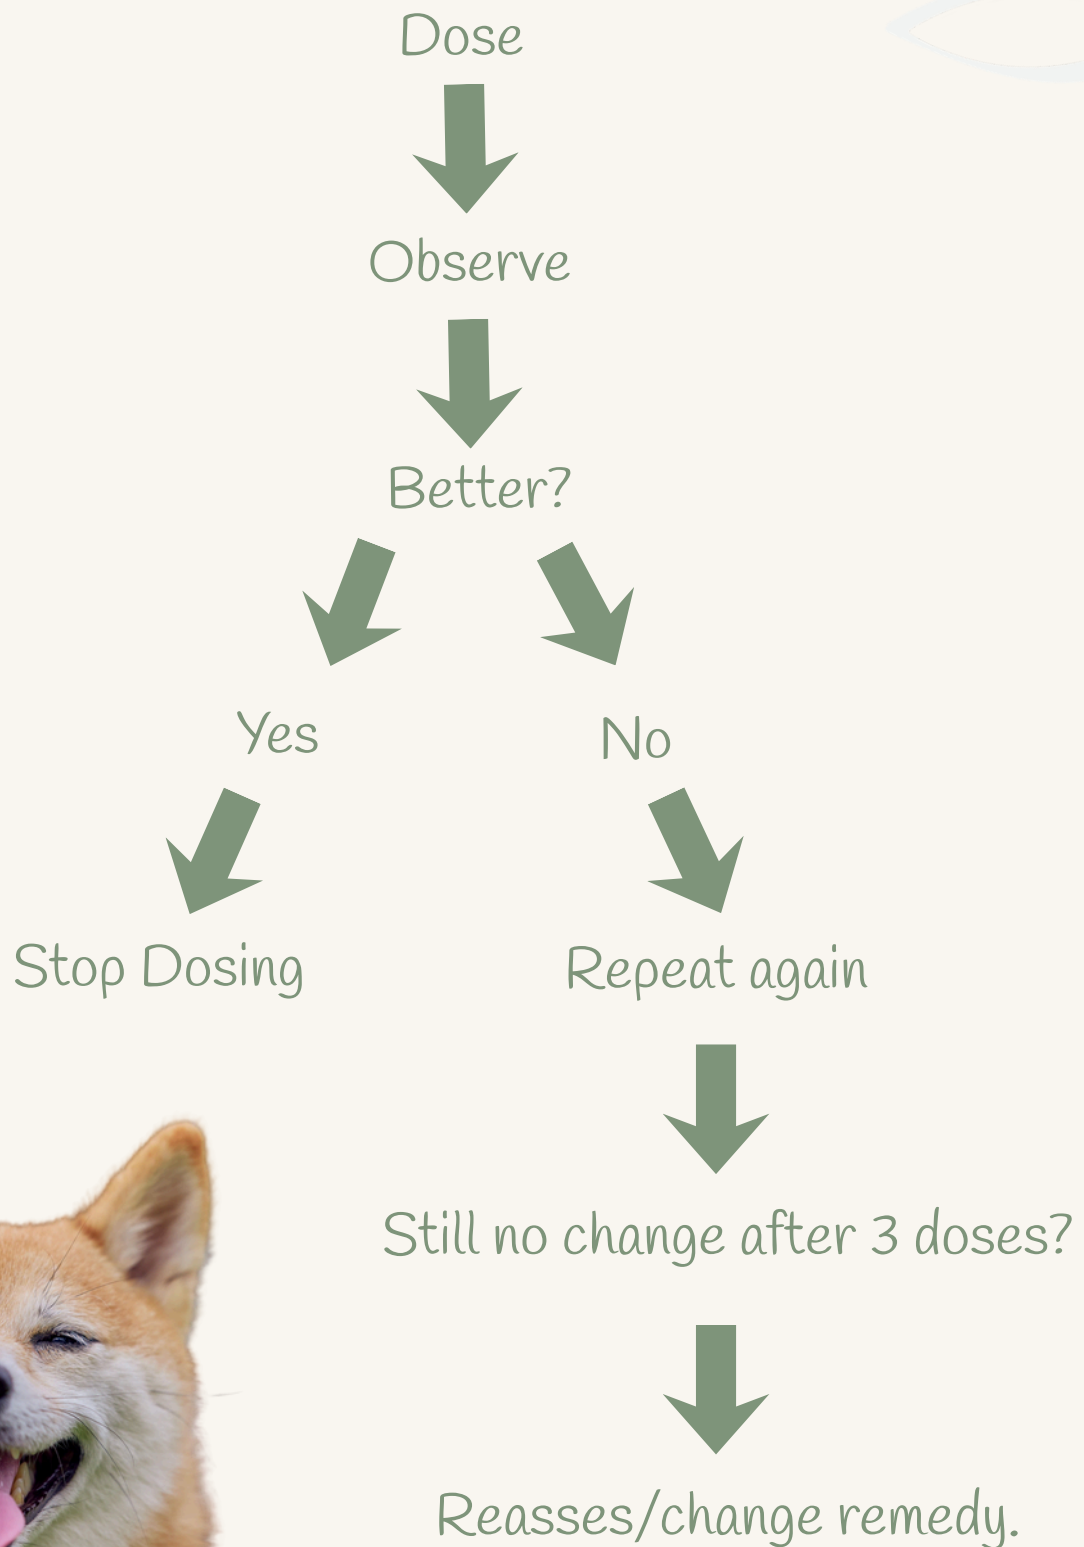 Dose
Observe
Better?
Yes
No
Stop Dosing
Repeat again
Still no change after 3 doses?
Reasses/change remedy.